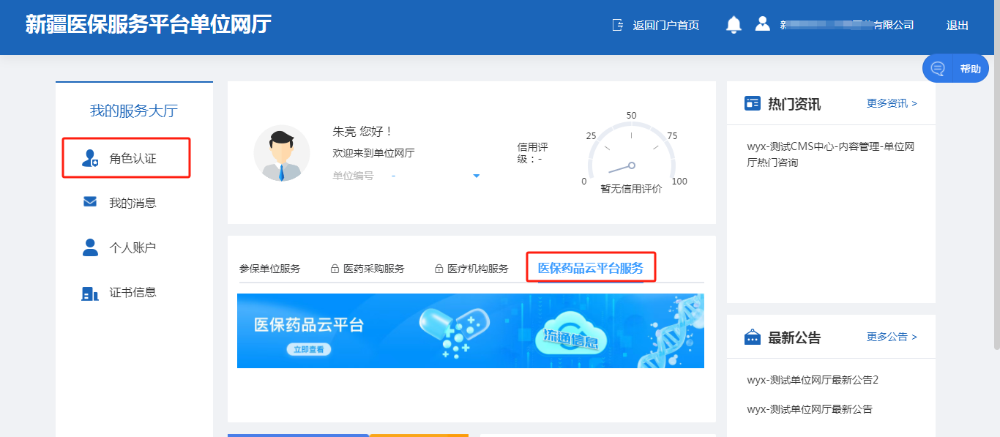 新疆医保服务平台单位网厅
返回门户首页
新
有限公司
退出
帮助
我的服务大厅
角色认证
我的消息
个人账户
证书信息
朱亮 您好！
欢迎来到单位网厅
单位编号 -
信用评
级：-
0
25
50
75
100
暂无信用评价
参保单位服务
医药采购服务
医疗机构服务
医保药品云平台服务
医保药品云平台
立即查看
流通信息
热门资讯
更多资讯 >
wyx-测试CMS中心-内容管理-单位网
厅热门咨询
最新公告
更多公告 >
wyx-测试单位网厅最新公告2
wyx-测试单位网厅最新公告